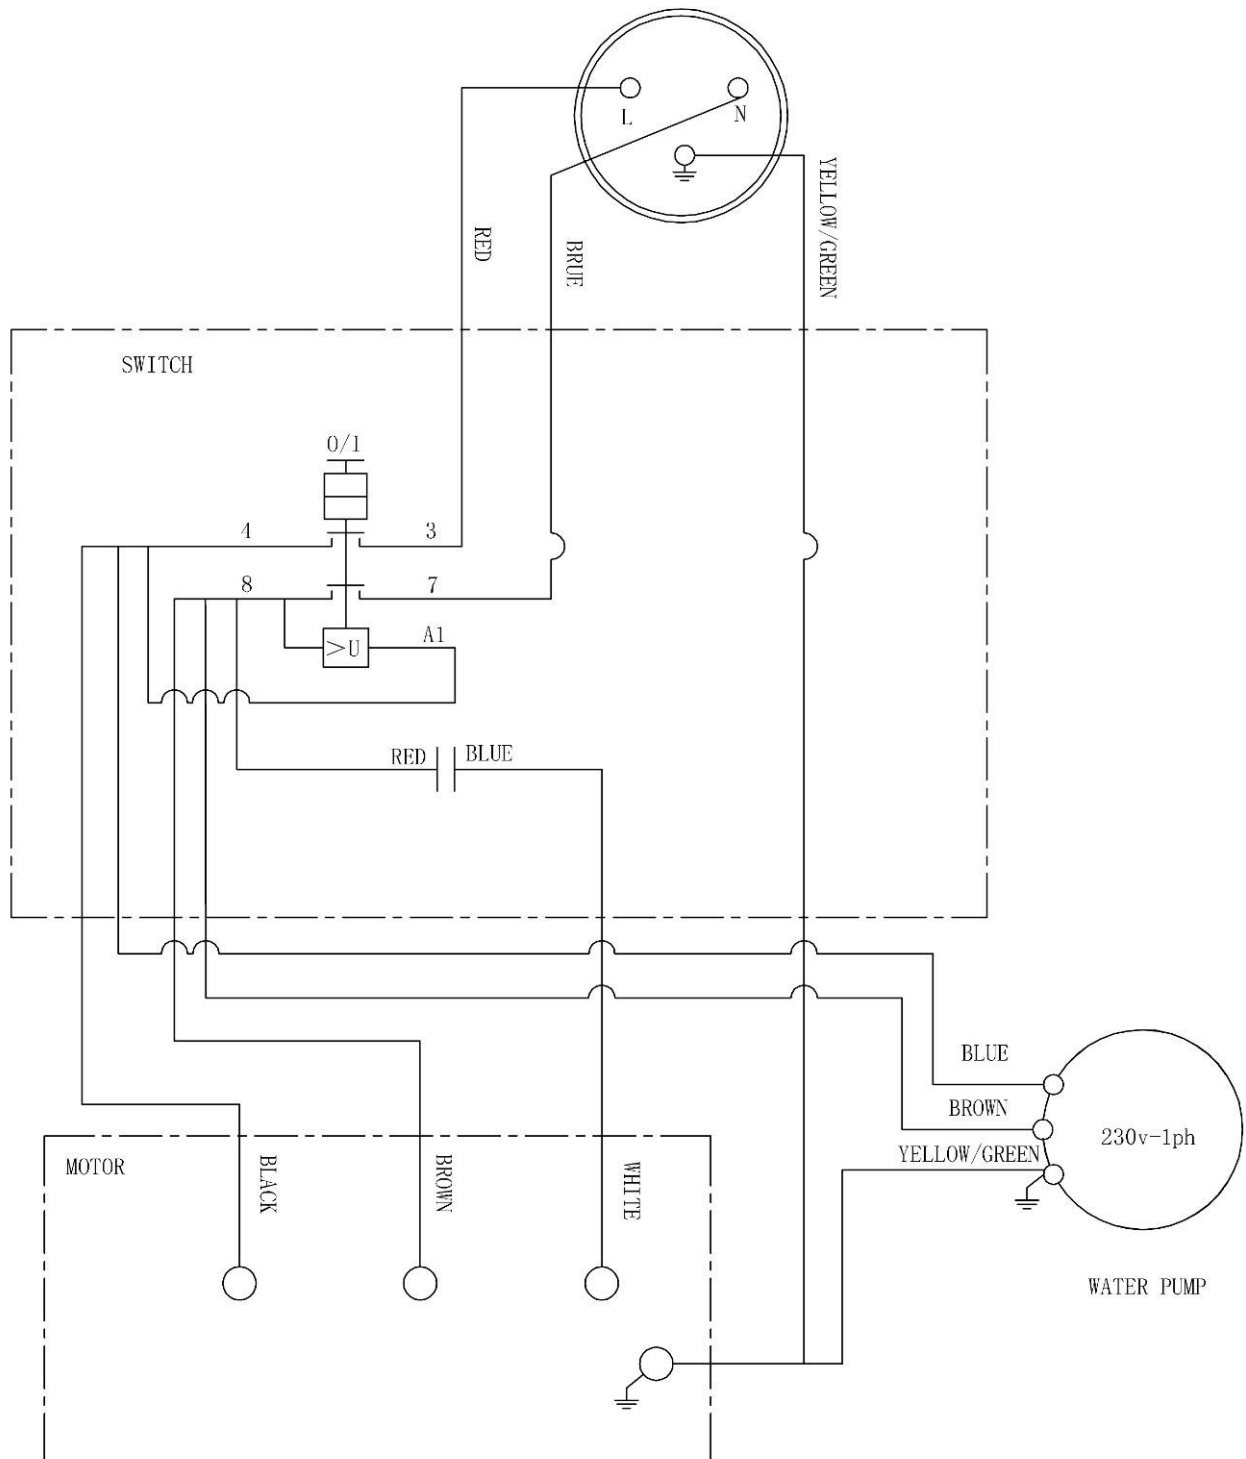 L
N
RED
BRUE
YELLOW/GREEN
SWITCH
0/1
4
3
8
7
>U
A1
RED
BLUE
BLUE
BROWN
YELLOW/GREEN
230v-1ph
WATER PUMP
MOTOR
BLACK
BROWN
WHITE